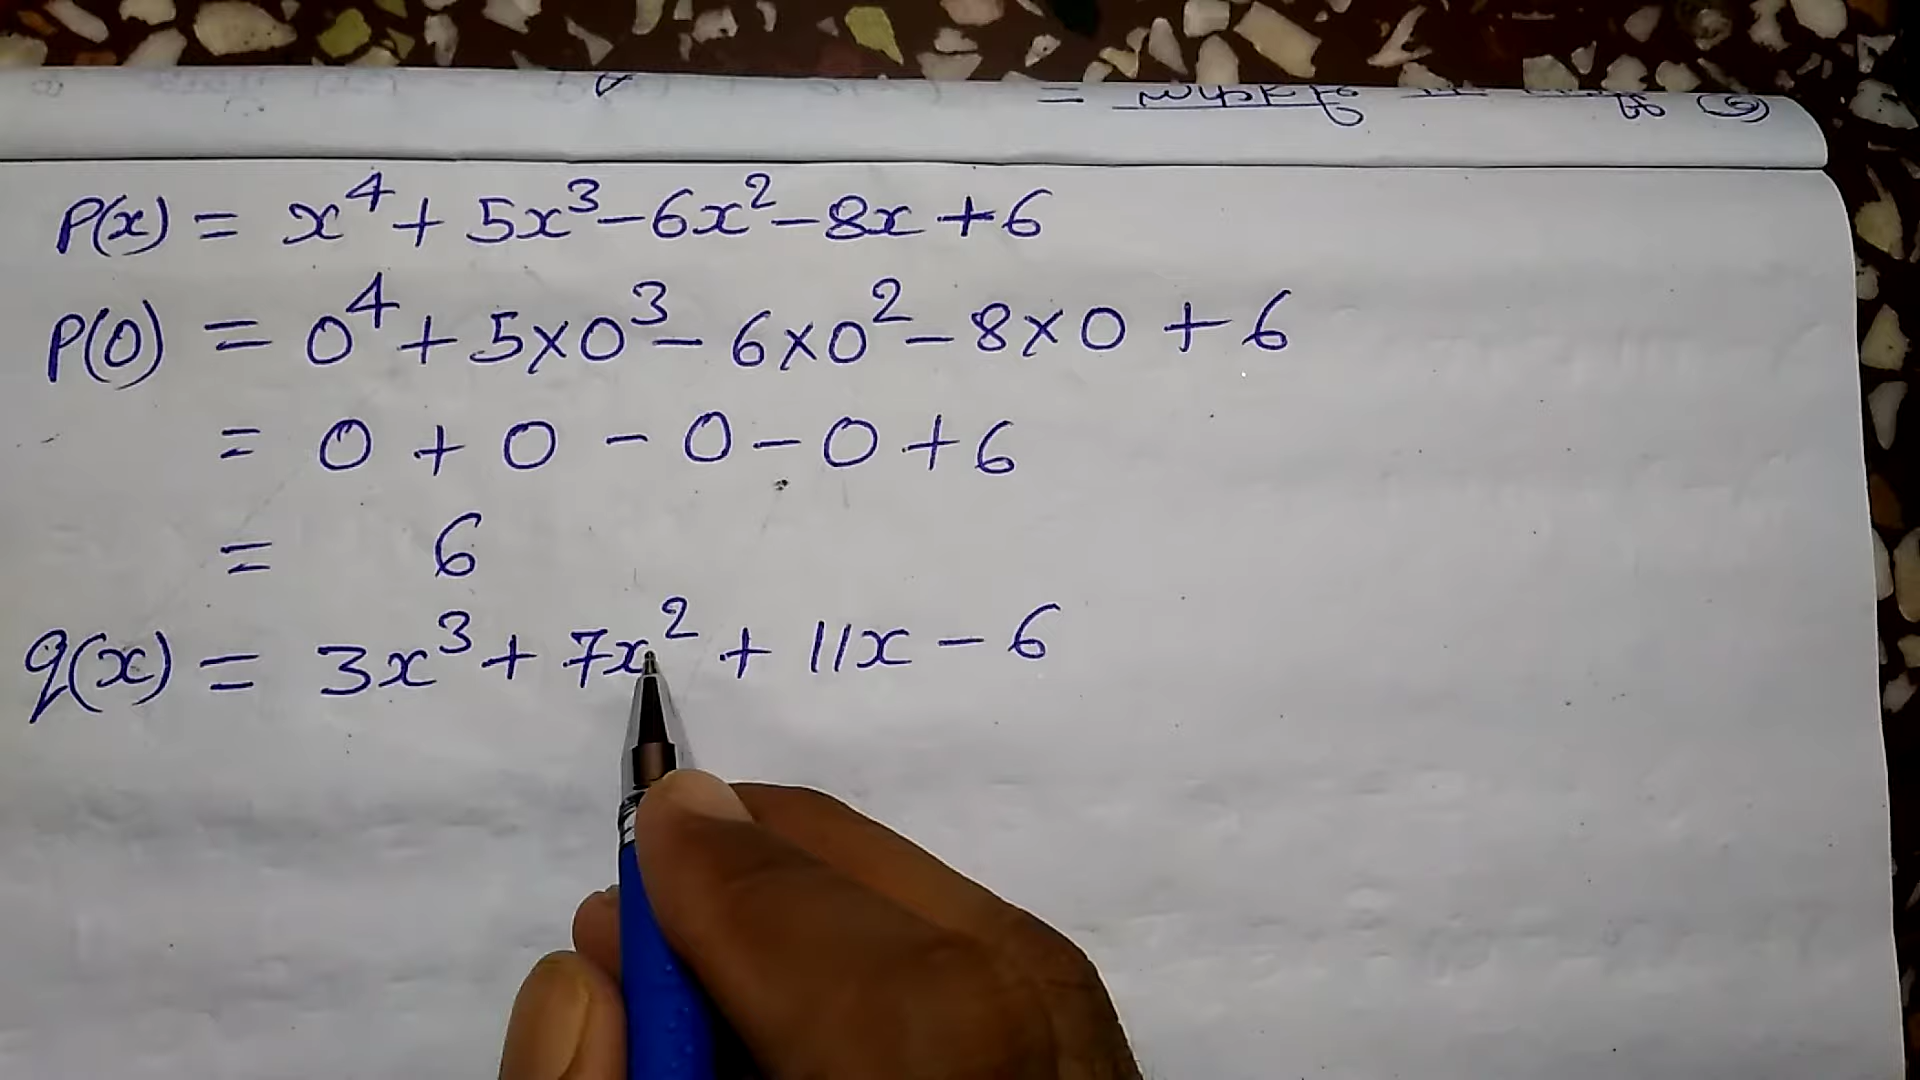 P(x) = x⁴ + 5x³ - 6x² - 8x + 6
P(0) = 0⁴ + 5×0³ - 6×0² - 8×0 + 6
= 0 + 0 - 0 - 0 + 6
= 6
q(x) = 3x³ + 7x² + 11x - 6